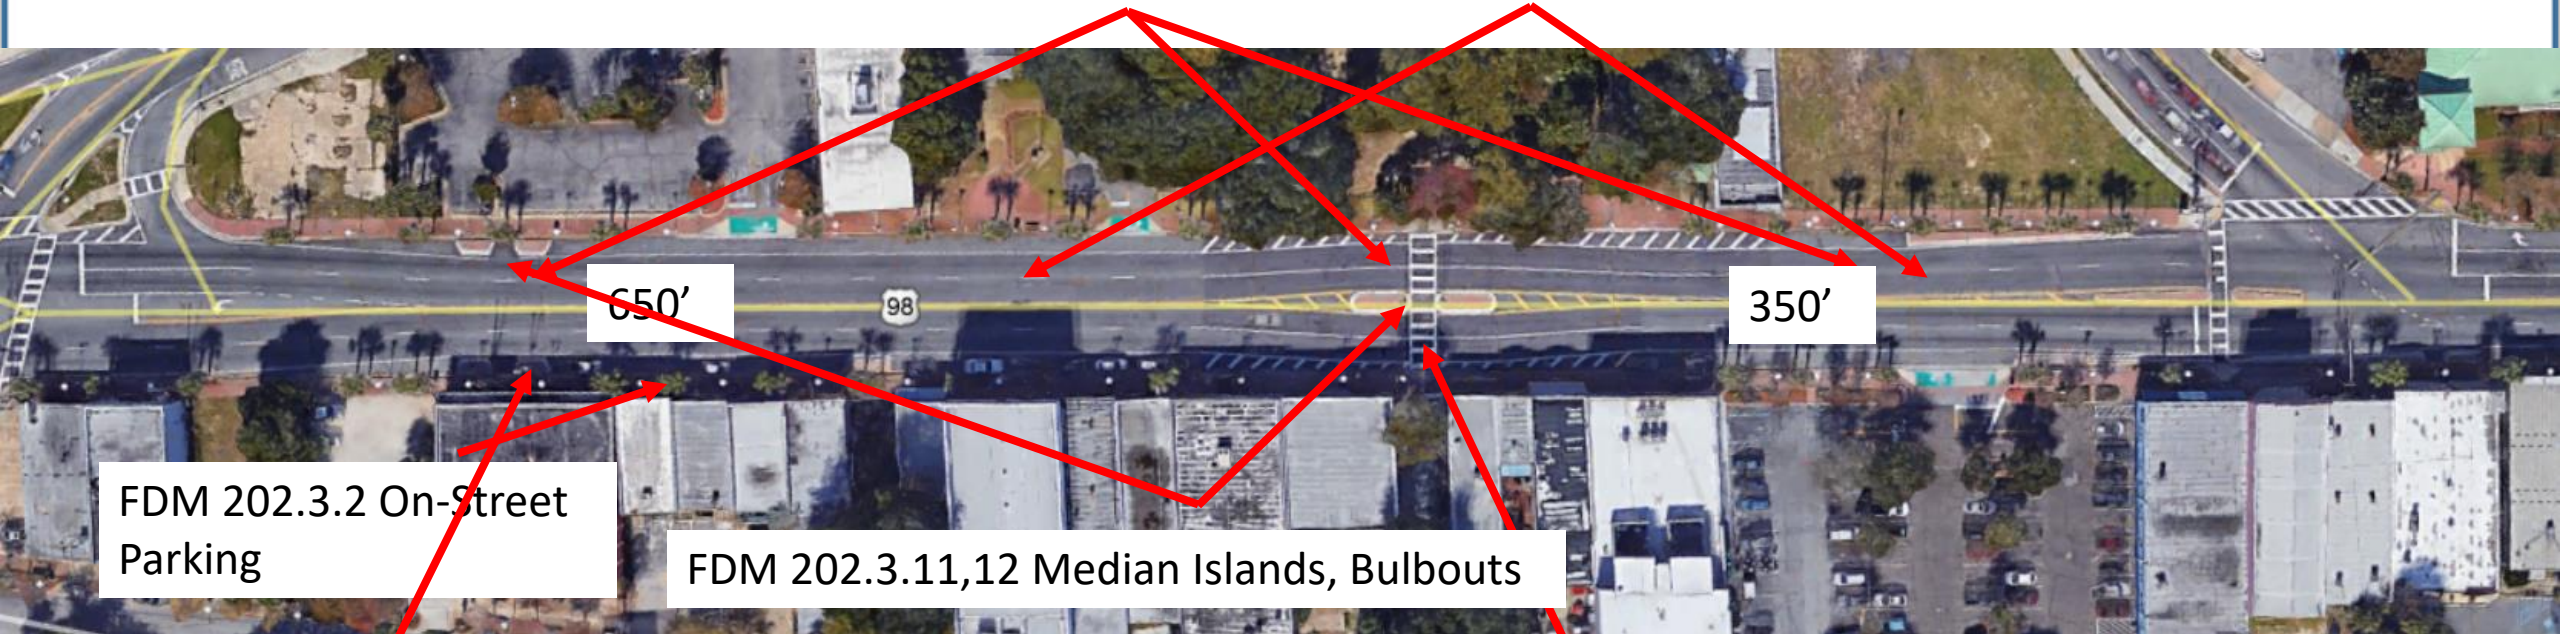 650’
98
350’
FDM 202.3.2 On-Street
Parking
FDM 202.3.11,12 Median Islands, Bulbouts